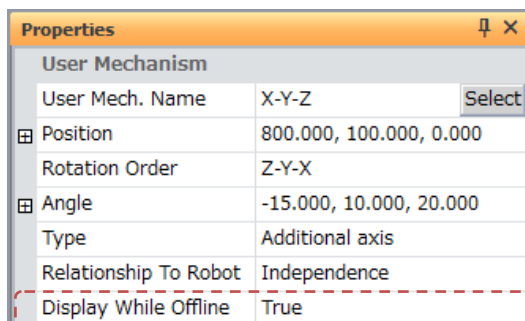 Properties
User Mechanism
User Mech. Name X-Y-Z Select
Position 800.000, 100.000, 0.000
Rotation Order Z-Y-X
Angle -15.000, 10.000, 20.000
Type Additional axis
Relationship To Robot Independence
Display While Offline True